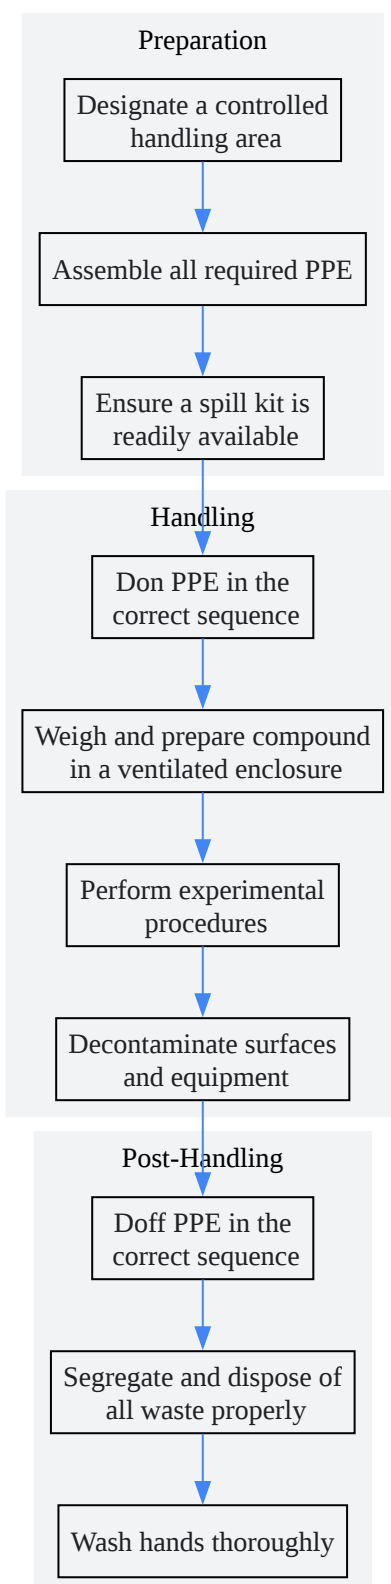 Preparation
Designate a controlled
handling area
Assemble all required PPE
Ensure a spill kit is
readily available
Handling
Don PPE in the
correct sequence
Weigh and prepare compound
in a ventilated enclosure
Perform experimental
procedures
Decontaminate surfaces
and equipment
Post-Handling
Doff PPE in the
correct sequence
Segregate and dispose of
all waste properly
Wash hands thoroughly